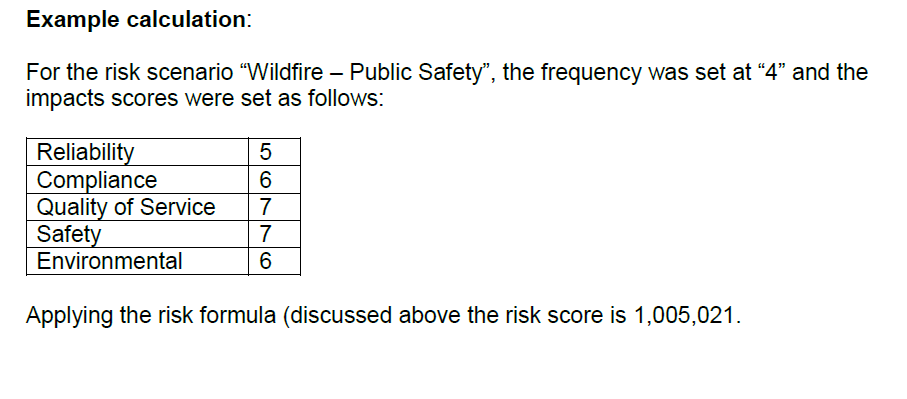 Example calculation:
For the risk scenario “Wildfire – Public Safety”, the frequency was set at “4” and the
impacts scores were set as follows:
Reliability 5
Compliance 6
Quality of Service 7
Safety 7
Environmental 6
Applying the risk formula (discussed above the risk score is 1,005,021.